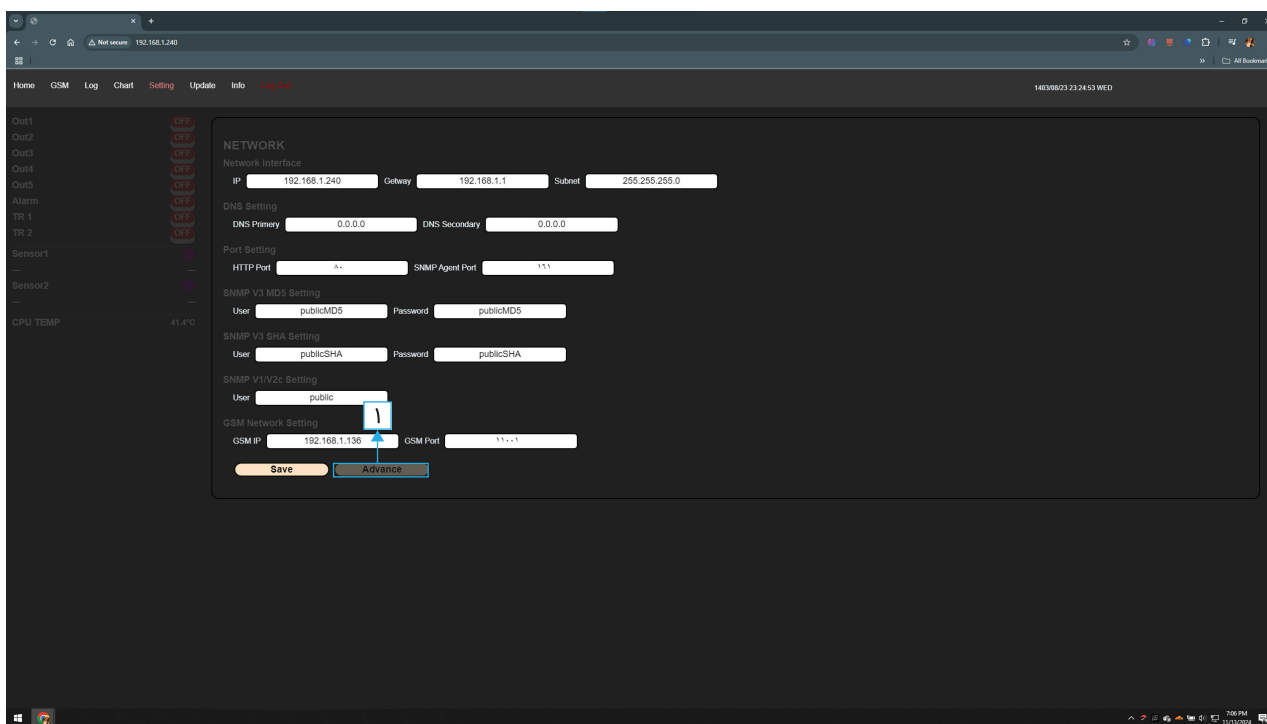 Not secure 192.168.1.240
All Bookmar
Home GSM Log Chart Setting Update Info
1403/08/23 23:24:53 WED
Out1 OFF
Out2 OFF
Out3 OFF
Out4 OFF
Out5 OFF
Alarm OFF
TR 1 OFF
TR 2 OFF
Sensor1
--- ---
Sensor2
--- ---
CPU TEMP 41.4°C
NETWORK
Network Interface
IP 192.168.1.240 Getway 192.168.1.1 Subnet 255.255.255.0
DNS Setting
DNS Primery 0.0.0.0 DNS Secondary 0.0.0.0
Port Setting
HTTP Port ۸۰ SNMP Agent Port ۱۶۱
SNMP V3 MD5 Setting
User publicMD5 Password publicMD5
SNMP V3 SHA Setting
User publicSHA Password publicSHA
SNMP V1/V2c Setting
User public
۱
GSM Network Setting
GSM IP 192.168.1.136 GSM Port ۱۱۰۰۱
Save Advance
7:06 PM
11/13/2024